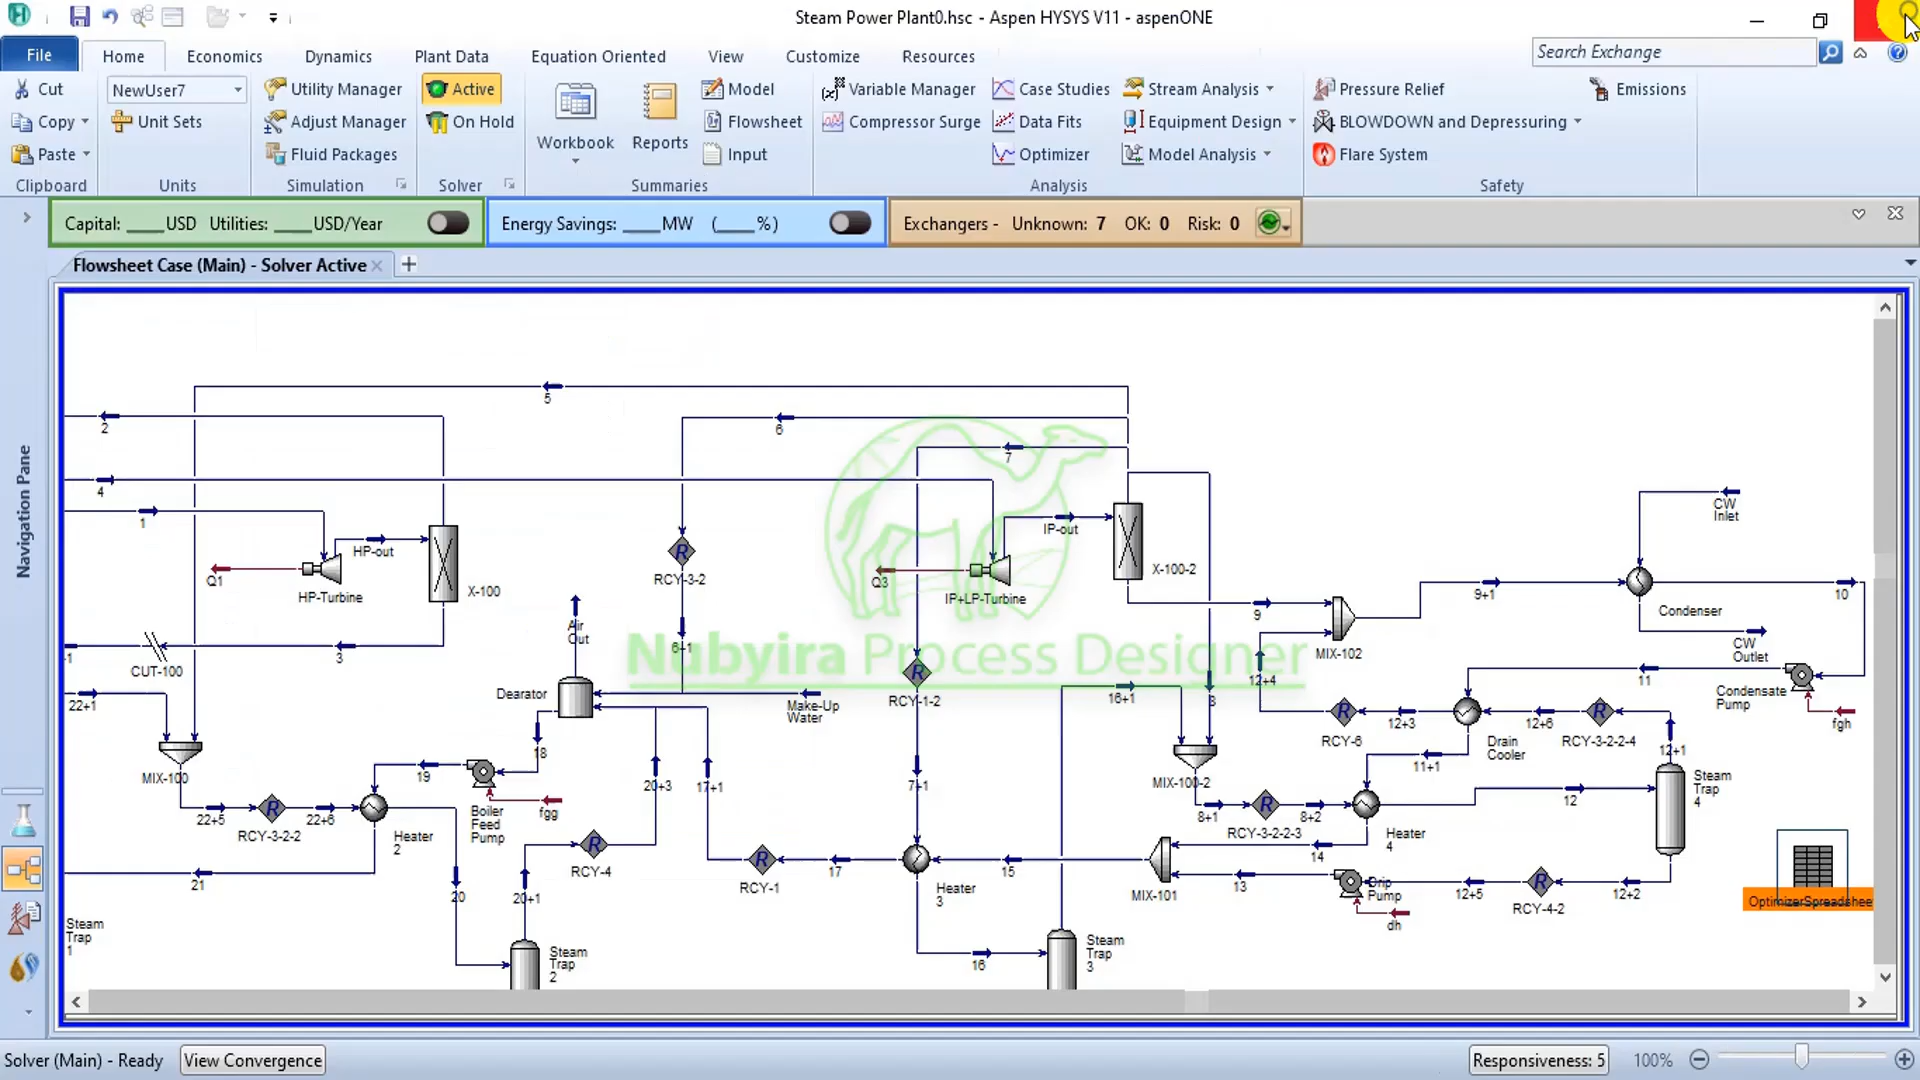 Steam Power Plant0.hsc - Aspen HYSYS V11 - aspenONE
File Home Economics Dynamics Plant Data Equation Oriented View Customize Resources
Search Exchange
Cut
Copy
Paste
Clipboard
NewUser7
Unit Sets
Units
Utility Manager
Adjust Manager
Fluid Packages
Simulation
Active
On Hold
Solver
Workbook
Reports
Model
Flowsheet
Input
Summaries
Variable Manager
Compressor Surge
Case Studies
Data Fits
Optimizer
Stream Analysis
Equipment Design
Model Analysis
Analysis
Pressure Relief
BLOWDOWN and Depressuring
Flare System
Emissions
Safety
Capital: ____USD Utilities: ____USD/Year
Energy Savings: ____MW (____%)
Exchangers - Unknown: 7 OK: 0 Risk: 0
Flowsheet Case (Main) - Solver Active
Navigation Pane
5
2
6
7
4
1
HP-out
Q1
HP-Turbine
X-100
RCY-3-2
Q3
IP+LP-Turbine
IP-out
X-100-2
CW
Inlet
9+1
10
Condenser
9
MIX-102
CW
Outlet
Air
Out
6+1
-1
CUT-100
3
Nubyira Process Designer
12+4
11
Condensate
Pump
22+1
Dearator
Make-Up
Water
RCY-1-2
16+1
8
RCY-6
12+3
12+6
RCY-3-2-2-4
fgh
Drain
Cooler
12+1
18
MIX-100
19
20+3
17+1
7+1
MIX-100-2
11+1
12
Steam
Trap
4
22+5
22+6
RCY-3-2-2
Heater
2
Boiler
Feed
Pump
fgg
8+1
8+2
RCY-3-2-2-3
Heater
4
14
21
20
20+1
RCY-4
RCY-1
17
Heater
3
15
MIX-101
13
Drip
Pump
dh
12+5
RCY-4-2
12+2
OptimizerSpreadshee
Steam
Trap
1
Steam
Trap
2
16
Steam
Trap
3
Solver (Main) - Ready View Convergence Responsiveness: 5 100%